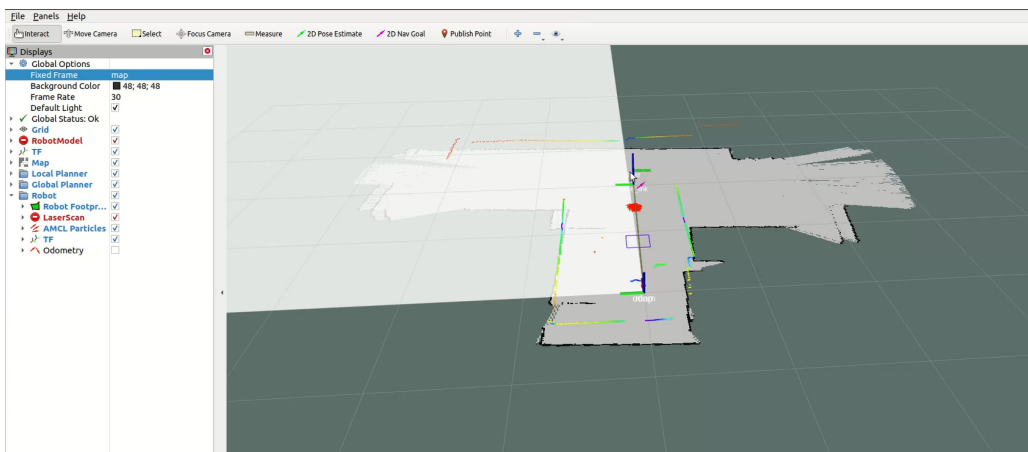 File Panels Help
Interact Move Camera Select Focus Camera Measure 2D Pose Estimate 2D Nav Goal Publish Point
Displays
Global Options
Fixed Frame map
Background Color 48; 48; 48
Frame Rate 30
Default Light
Global Status: Ok
Grid
RobotModel
TF
Map
Local Planner
Global Planner
Robot
Robot Footpr...
LaserScan
AMCL Particles
TF
Odometry